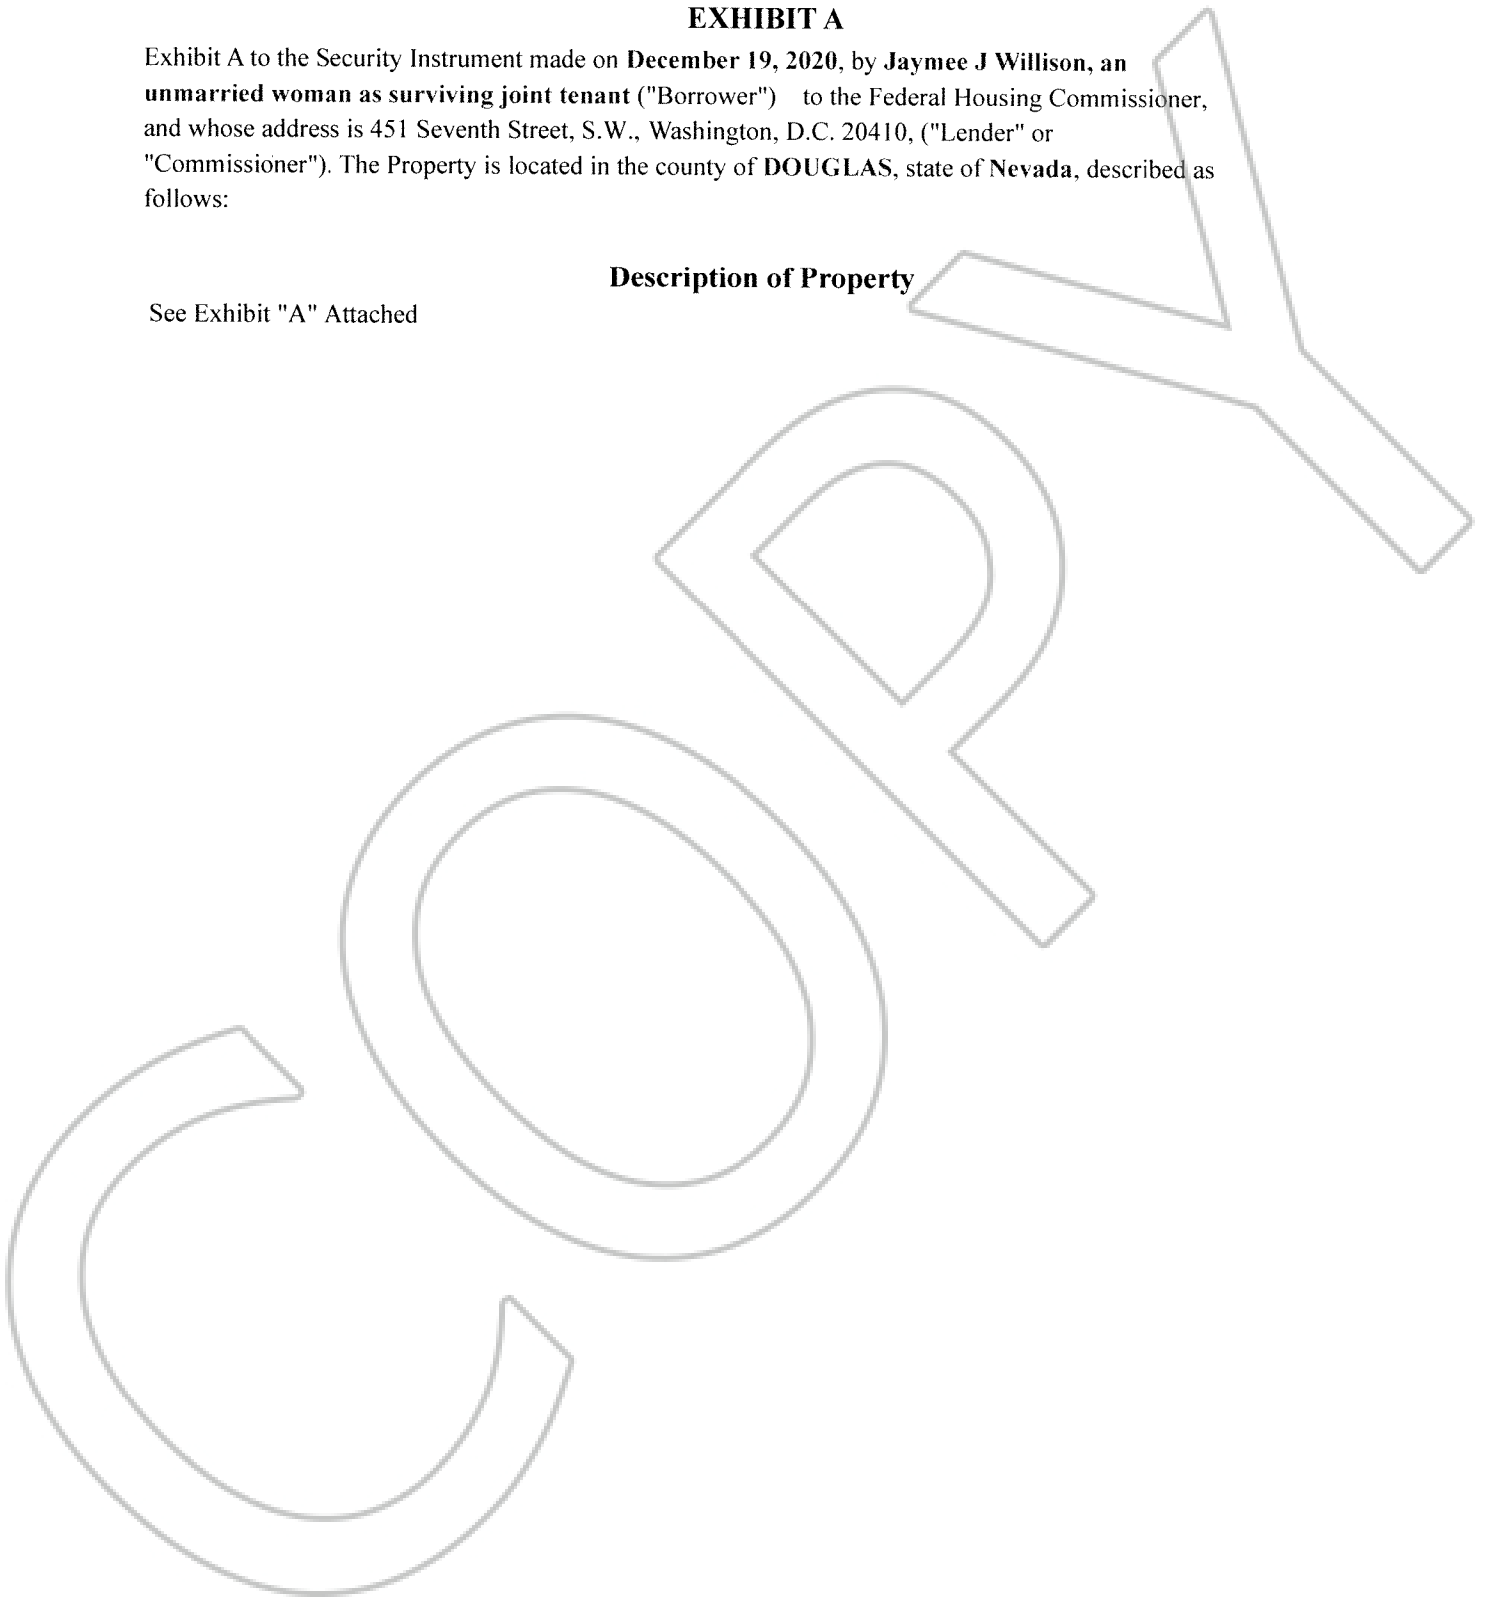 EXHIBIT A
Exhibit A to the Security Instrument made on December 19, 2020, by Jaymee J Willison, an
unmarried woman as surviving joint tenant ("Borrower") to the Federal Housing Commissioner,
and whose address is 451 Seventh Street, S.W., Washington, D.C. 20410, ("Lender" or
"Commissioner"). The Property is located in the county of DOUGLAS, state of Nevada, described as
follows:
Description of Property
See Exhibit "A" Attached
COPY